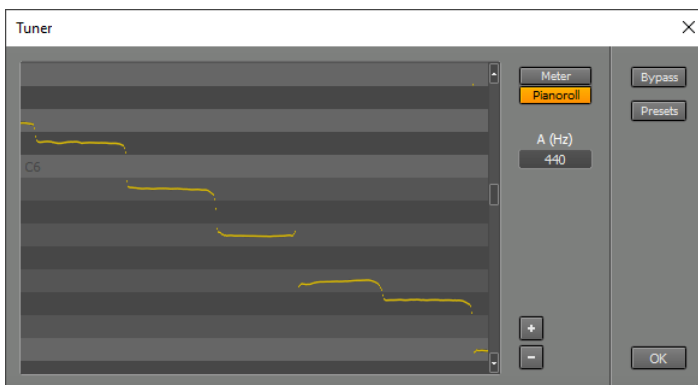 Tuner
Meter
Pianoroll
Bypass
Presets
A (Hz)
440
C6
+
-
OK